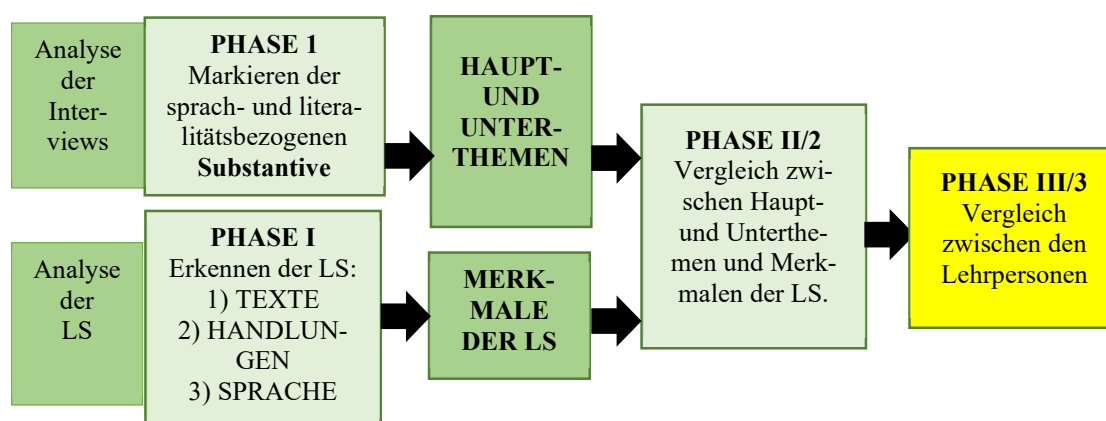 Analyse
der
Inter-
views
PHASE 1
Markieren der
sprach- und litera-
litätsbezogenen
Substantive
HAUPT-
UND
UNTER-
THEMEN
Analyse
der
LS
PHASE I
Erkennen der LS:
1) TEXTE
2) HANDLUN-
GEN
3) SPRACHE
MERK-
MALE
DER LS
PHASE II/2
Vergleich zwi-
schen Haupt-
und Unterthe-
men und Merk-
malen der LS.
PHASE III/3
Vergleich
zwischen den
Lehrpersonen